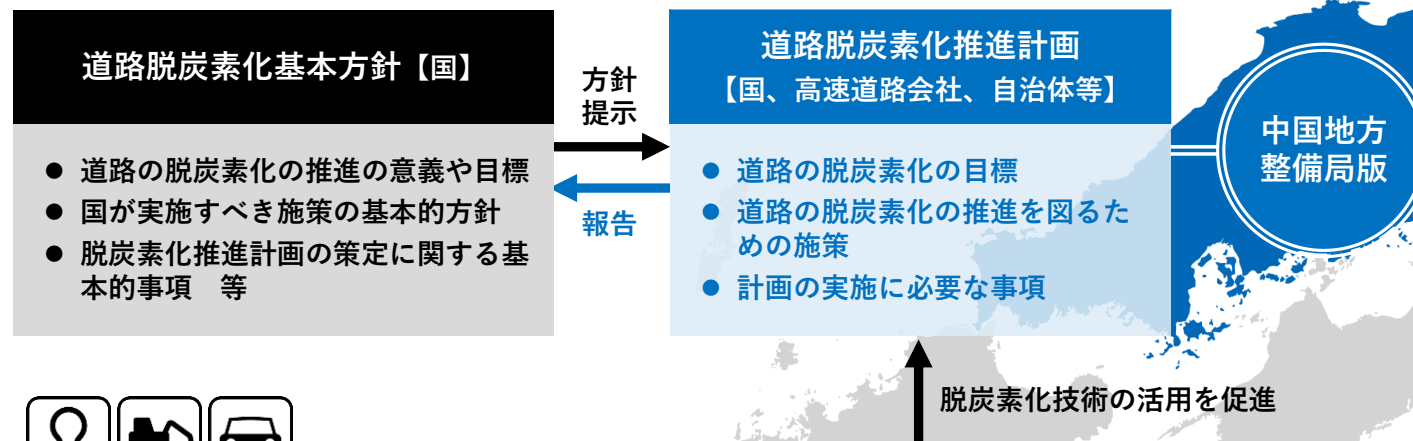 道路脱炭素化基本方針【国】
● 道路の脱炭素化の推進の意義や目標
● 国が実施すべき施策の基本的方針
● 脱炭素化推進計画の策定に関する基
本的事項　等
方針
提示
報告
道路脱炭素化推進計画
【国、高速道路会社、自治体等】
● 道路の脱炭素化の目標
● 道路の脱炭素化の推進を図るた
めの施策
● 計画の実施に必要な事項
中国地方
整備局版
脱炭素化技術の活用を促進